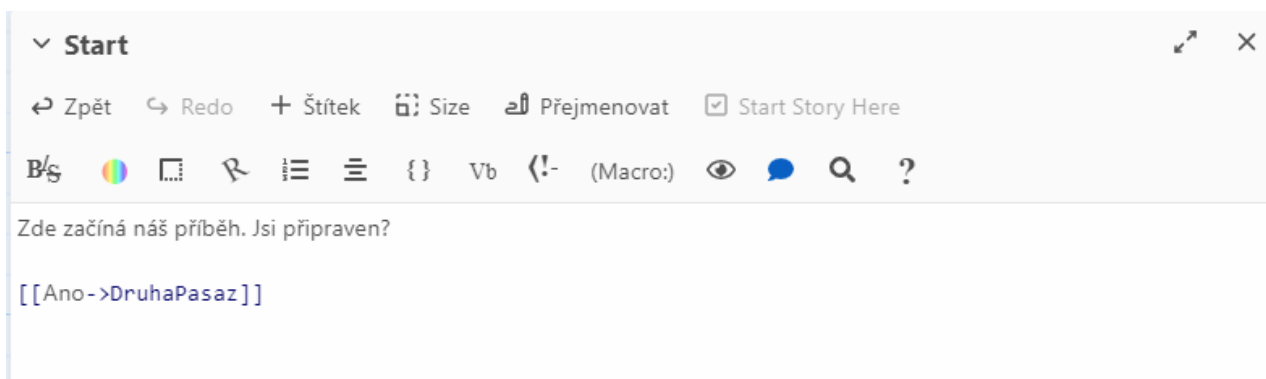 Start
Zpět Redo + Štítek Size Přejmenovat Start Story Here
B/S { } Vb <!- (Macro:) ?
Zde začíná náš příběh. Jsi připraven?
[[Ano->DruhaPasaz]]